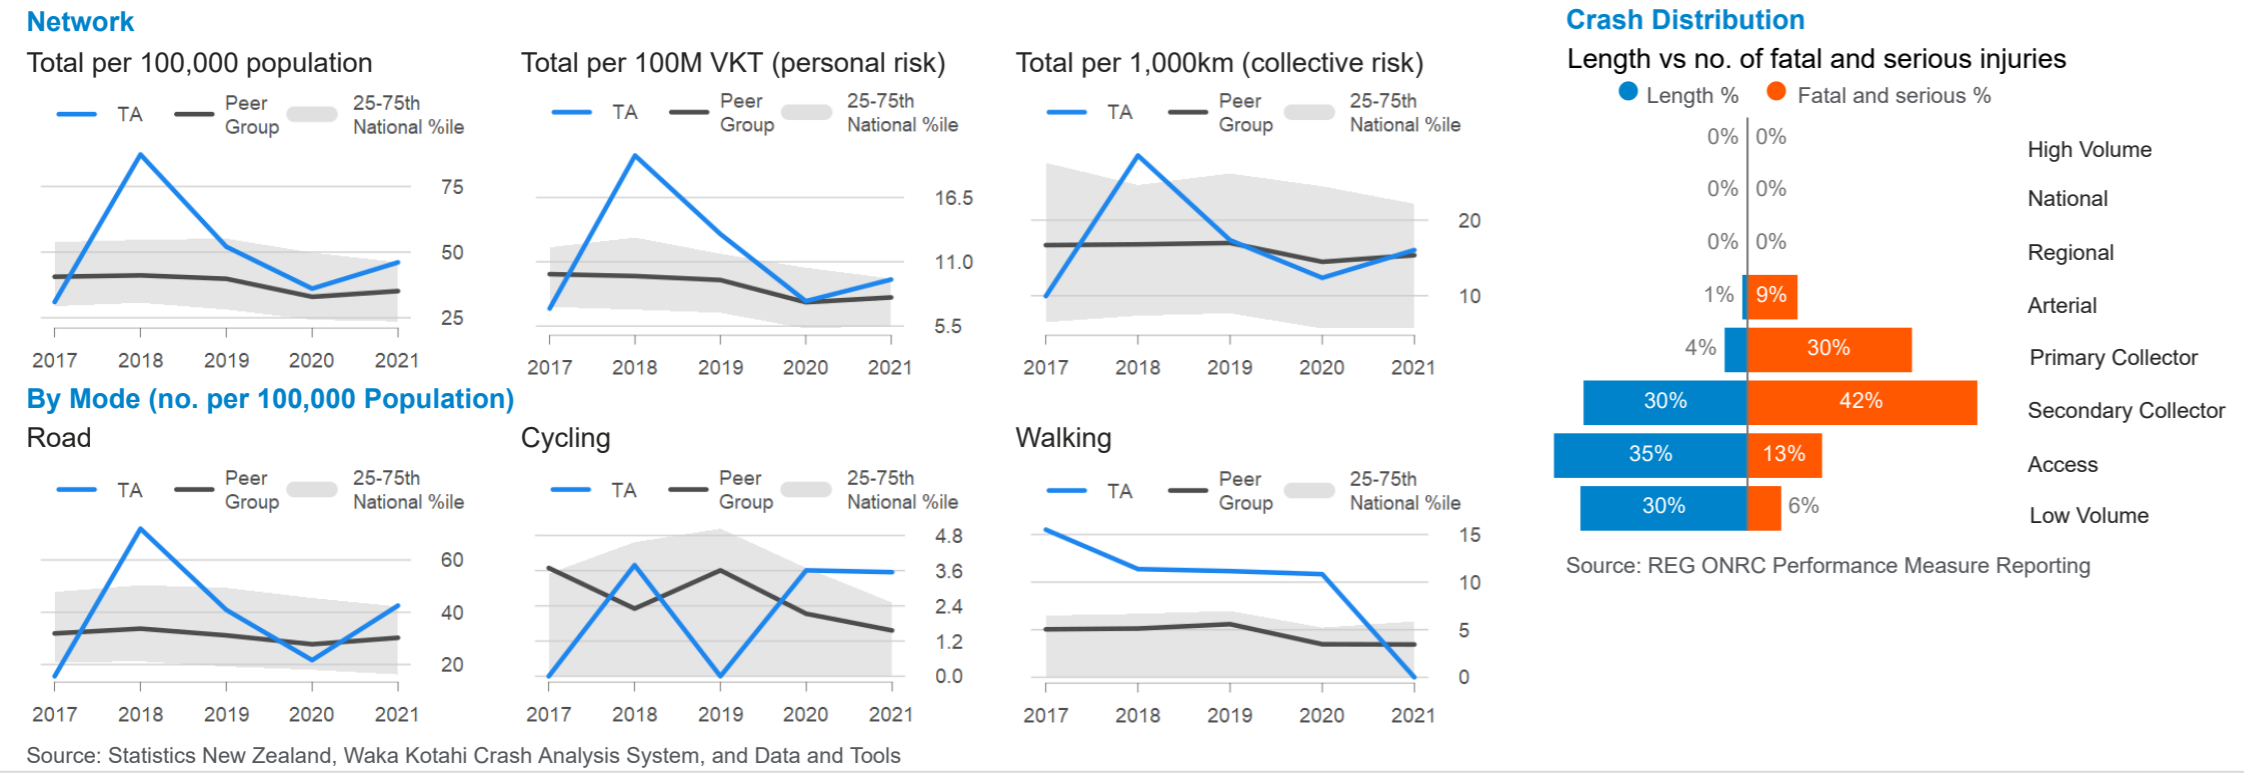 Network
Total per 100,000 population
TA
Peer
Group
25-75th
National %ile
75
50
25
2017 2018 2019 2020 2021
Total per 100M VKT (personal risk)
TA
Peer
Group
25-75th
National %ile
16.5
11.0
5.5
2017 2018 2019 2020 2021
Total per 1,000km (collective risk)
TA
Peer
Group
25-75th
National %ile
20
10
2017 2018 2019 2020 2021
By Mode (no. per 100,000 Population)
Road
TA
Peer
Group
25-75th
National %ile
60
40
20
2017 2018 2019 2020 2021
Cycling
TA
Peer
Group
25-75th
National %ile
4.8
3.6
2.4
1.2
0.0
2017 2018 2019 2020 2021
Walking
TA
Peer
Group
25-75th
National %ile
15
10
5
0
2017 2018 2019 2020 2021
Source: Statistics New Zealand, Waka Kotahi Crash Analysis System, and Data and Tools
Crash Distribution
Length vs no. of fatal and serious injuries
Length % Fatal and serious %
0% 0% High Volume
0% 0% National
0% 0% Regional
1% 9% Arterial
4% 30% Primary Collector
30% 42% Secondary Collector
35% 13% Access
30% 6% Low Volume
Source: REG ONRC Performance Measure Reporting